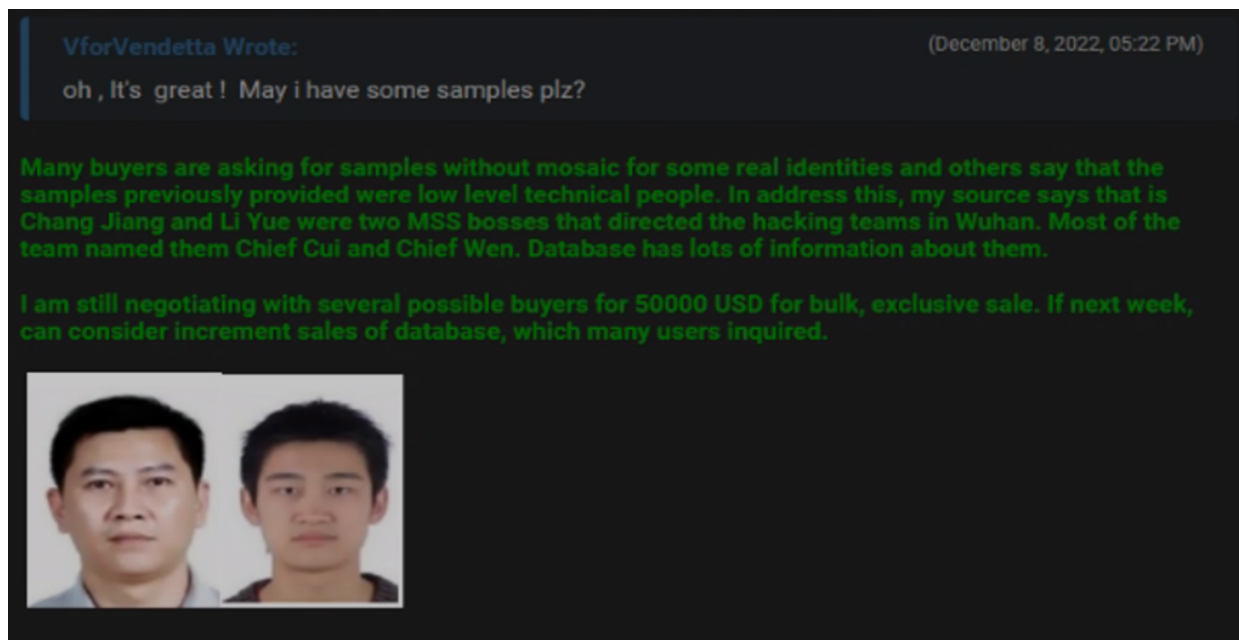 VforVendetta Wrote:
(December 8, 2022, 05:22 PM)
oh , It's  great !  May i have some samples plz?
Many buyers are asking for samples without mosaic for some real identities and others say that the
samples previously provided were low level technical people. In address this, my source says that is
Chang Jiang and Li Yue were two MSS bosses that directed the hacking teams in Wuhan. Most of the
team named them Chief Cui and Chief Wen. Database has lots of information about them.
I am still negotiating with several possible buyers for 50000 USD for bulk, exclusive sale. If next week,
can consider increment sales of database, which many users inquired.